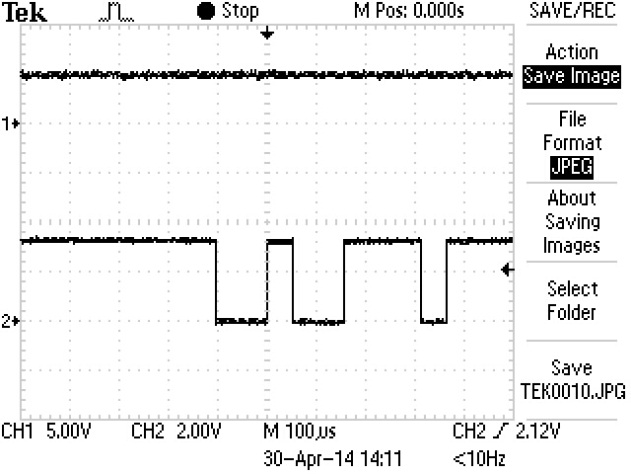 Tek Stop M Pos: 0.000s SAVE/REC
Action
Save Image
File
Format
JPEG
About
Saving
Images
Select
Folder
Save
TEK0010.JPG
1
2
CH1 5.00V CH2 2.00V M 100µs CH2 2.12V
30-Apr-14 14:11 <10Hz